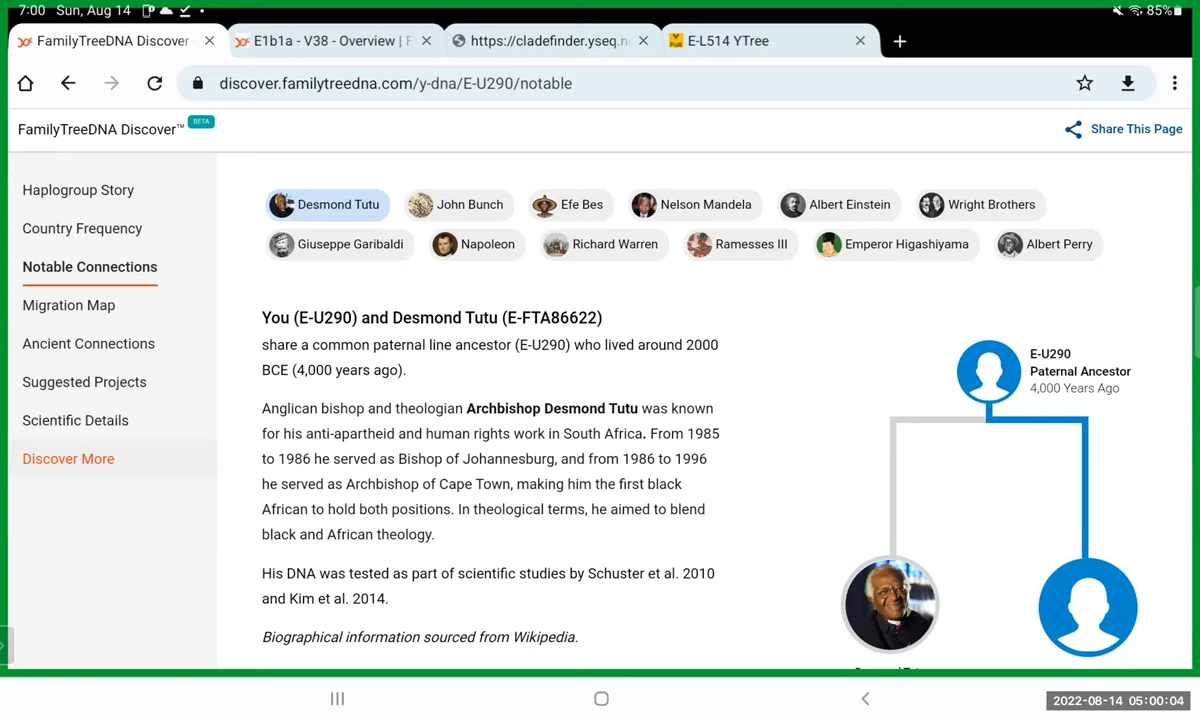 7:00 Sun, Aug 14 85%
FamilyTreeDNA Discover
E1b1a - V38 - Overview | F
https://cladefinder.yseq.n
E-L514 YTree
discover.familytreedna.com/y-dna/E-U290/notable
FamilyTreeDNA Discover™ BETA
Share This Page
Haplogroup Story
Country Frequency
Notable Connections
Migration Map
Ancient Connections
Suggested Projects
Scientific Details
Discover More
Desmond Tutu
John Bunch
Efe Bes
Nelson Mandela
Albert Einstein
Wright Brothers
Giuseppe Garibaldi
Napoleon
Richard Warren
Ramesses III
Emperor Higashiyama
Albert Perry
You (E-U290) and Desmond Tutu (E-FTA86622)
share a common paternal line ancestor (E-U290) who lived around 2000
BCE (4,000 years ago).
Anglican bishop and theologian Archbishop Desmond Tutu was known
for his anti-apartheid and human rights work in South Africa. From 1985
to 1986 he served as Bishop of Johannesburg, and from 1986 to 1996
he served as Archbishop of Cape Town, making him the first black
African to hold both positions. In theological terms, he aimed to blend
black and African theology.
His DNA was tested as part of scientific studies by Schuster et al. 2010
and Kim et al. 2014.
Biographical information sourced from Wikipedia.
E-U290
Paternal Ancestor
4,000 Years Ago
2022-08-14 05:00:04